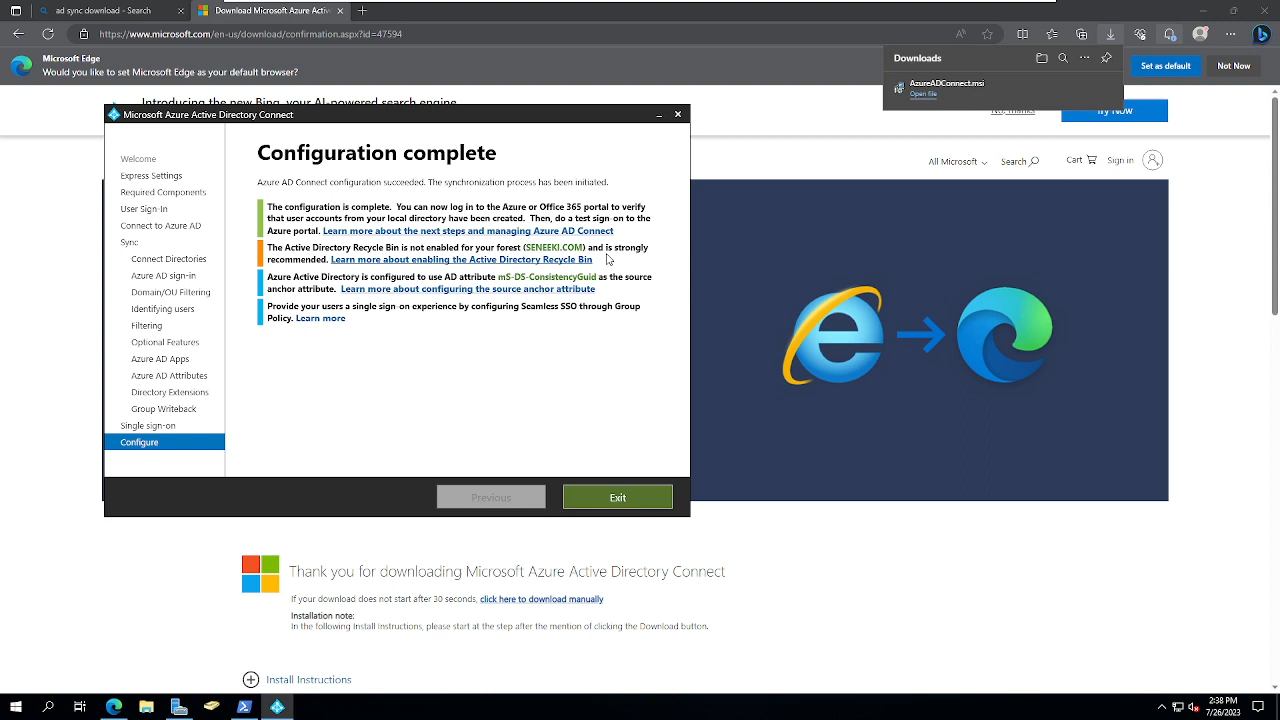 ad sync download - Search
Download Microsoft Azure Active D
https://www.microsoft.com/en-us/download/confirmation.aspx?id=47594
Microsoft Edge
Would you like to set Microsoft Edge as your default browser?
Set as default
Not Now
Downloads
AzureADConnect.msi
Open file
Introducing the new Bing, your AI-powered search engine
No, thanks
Try Now
All Microsoft
Search
Cart
Sign in
Microsoft Azure Active Directory Connect
Welcome
Express Settings
Required Components
User Sign-In
Connect to Azure AD
Sync
Connect Directories
Azure AD sign-in
Domain/OU Filtering
Identifying users
Filtering
Optional Features
Azure AD Apps
Azure AD Attributes
Directory Extensions
Group Writeback
Single sign-on
Configure
Configuration complete
Azure AD Connect configuration succeeded. The synchronization process has been initiated.
The configuration is complete. You can now log in to the Azure or Office 365 portal to verify
that user accounts from your local directory have been created. Then, do a test sign-on to the
Azure portal. Learn more about the next steps and managing Azure AD Connect
The Active Directory Recycle Bin is not enabled for your forest (SENEEKI.COM) and is strongly
recommended. Learn more about enabling the Active Directory Recycle Bin
Azure Active Directory is configured to use AD attribute mS-DS-ConsistencyGuid as the source
anchor attribute. Learn more about configuring the source anchor attribute
Provide your users a single sign-on experience by configuring Seamless SSO through Group
Policy. Learn more
Previous
Exit
Thank you for downloading Microsoft Azure Active Directory Connect
If your download does not start after 30 seconds, click here to download manually
Installation note:
In the following Install Instructions, please start at the step after the mention of clicking the Download button.
Install Instructions
2:38 PM
7/26/2023